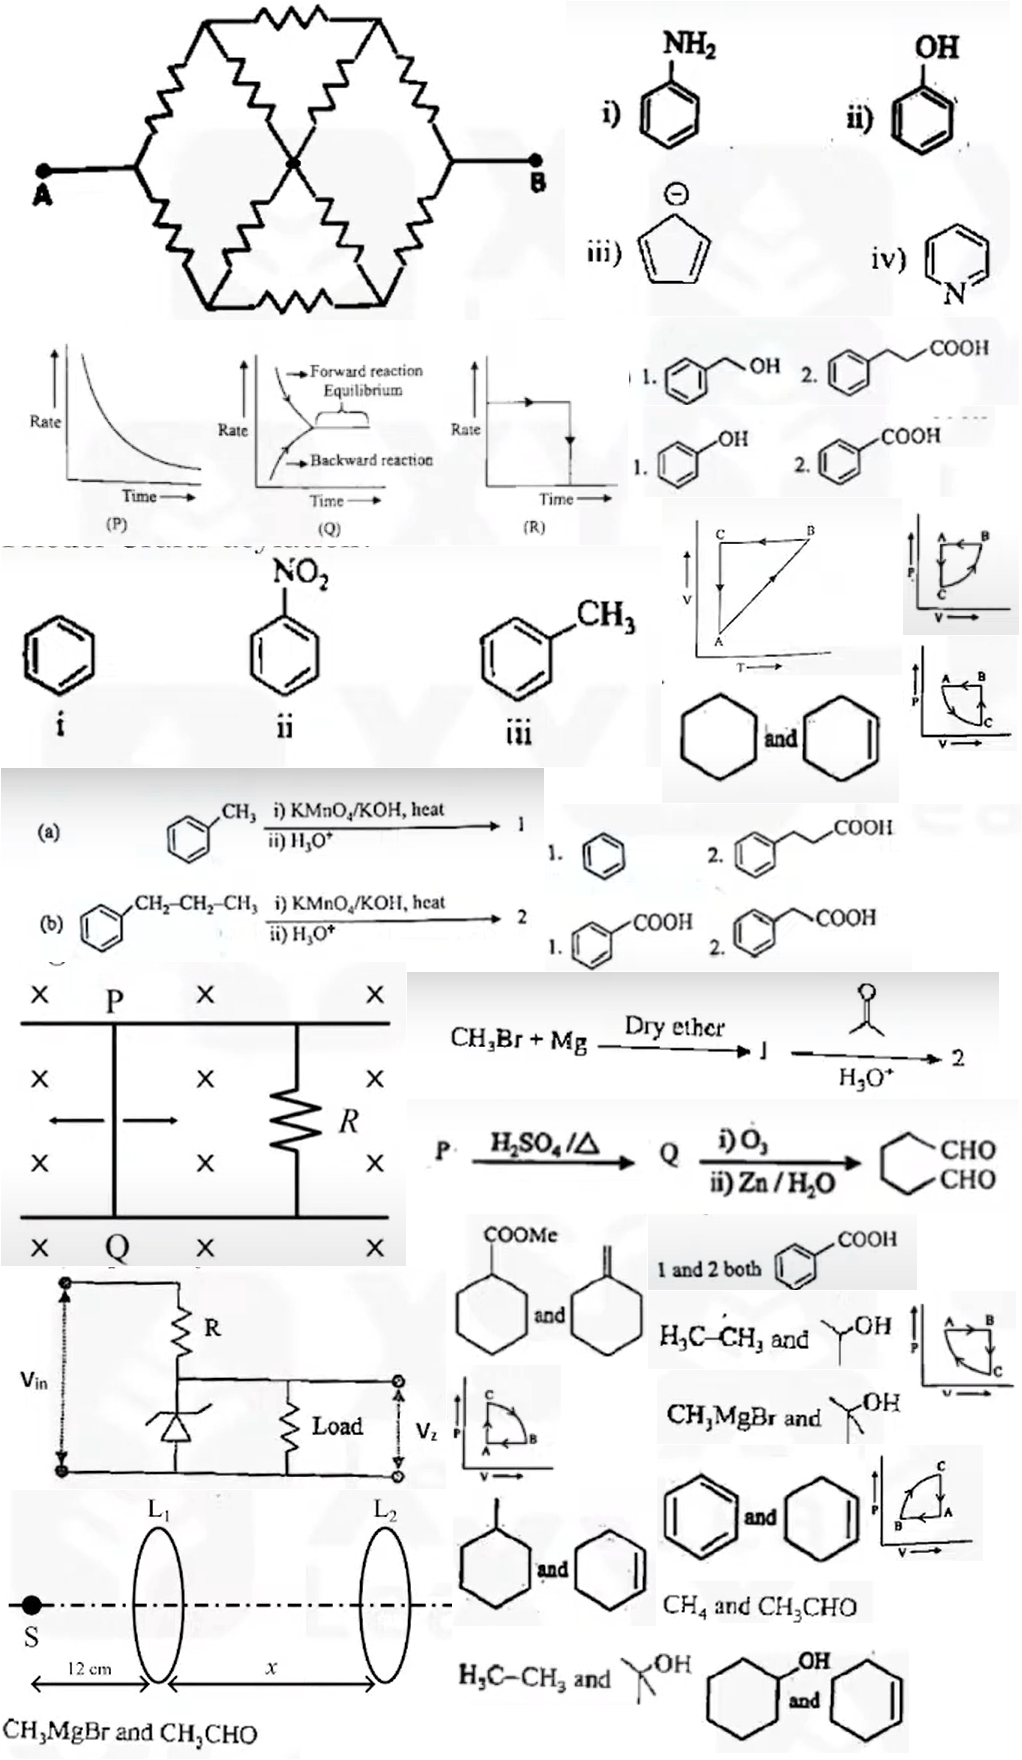 A
B
NH₂
i)
OH
ii)
⊖
iii)
iv)
N
Rate
Time
(P)
Rate
Forward reaction
Equilibrium
Backward reaction
Time
(Q)
Rate
Time
(R)
1.
OH
2.
COOH
1.
OH
2.
COOH
NO₂
CH₃
i
ii
iii
C
B
V
A
T
A
B
P
C
V
A
B
P
C
V
and
(a)
CH₃
i) KMnO₄/KOH, heat
ii) H₃O⁺
1
(b)
CH₂–CH₂–CH₃
i) KMnO₄/KOH, heat
ii) H₃O⁺
2
1.
2.
COOH
1.
COOH
2.
COOH
× P × ×
× × ×
R
× × ×
× Q × ×
CH₃Br + Mg
Dry ether
1
O
H₃O⁺
2
P
H₂SO₄/Δ
Q
i) O₃
ii) Zn / H₂O
CHO
CHO
COOMe
and
1 and 2 both
COOH
H₃C–CH₃ and
OH
A
B
P
C
V
R
Vin
Load
Vz
C
P
A
B
V
CH₃MgBr and
OH
L₁
L₂
S
12 cm
x
and
and
C
P
B
A
V
CH₄ and CH₃CHO
H₃C–CH₃ and
OH
OH
and
CH₃MgBr and CH₃CHO